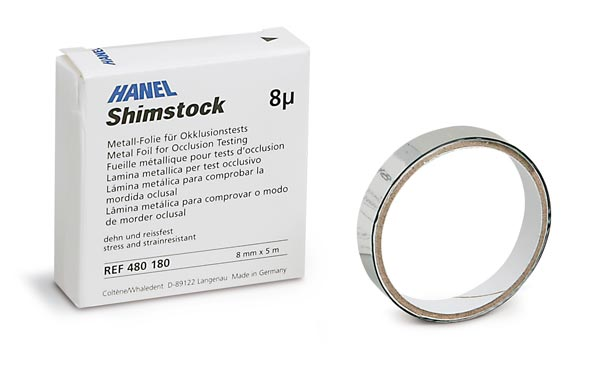 HANEL
HANEL
Shimstock 8µ
Metall-Folie für Okklusionstests
Metal Foil for Occlusion Testing
Fueille métallique pour tests d'occlusion
Lamina metallica per test occlusivo
Lámina metálica para comprobar la
mordida oclusal
Lâmina metálica para comprovar o modo
de morder oclusal
dehn und reissfest
stress and strainresistant
REF 480 180 8 mm x 5 m
Coltène/Whaledent D-89122 Langenau Made in Germany